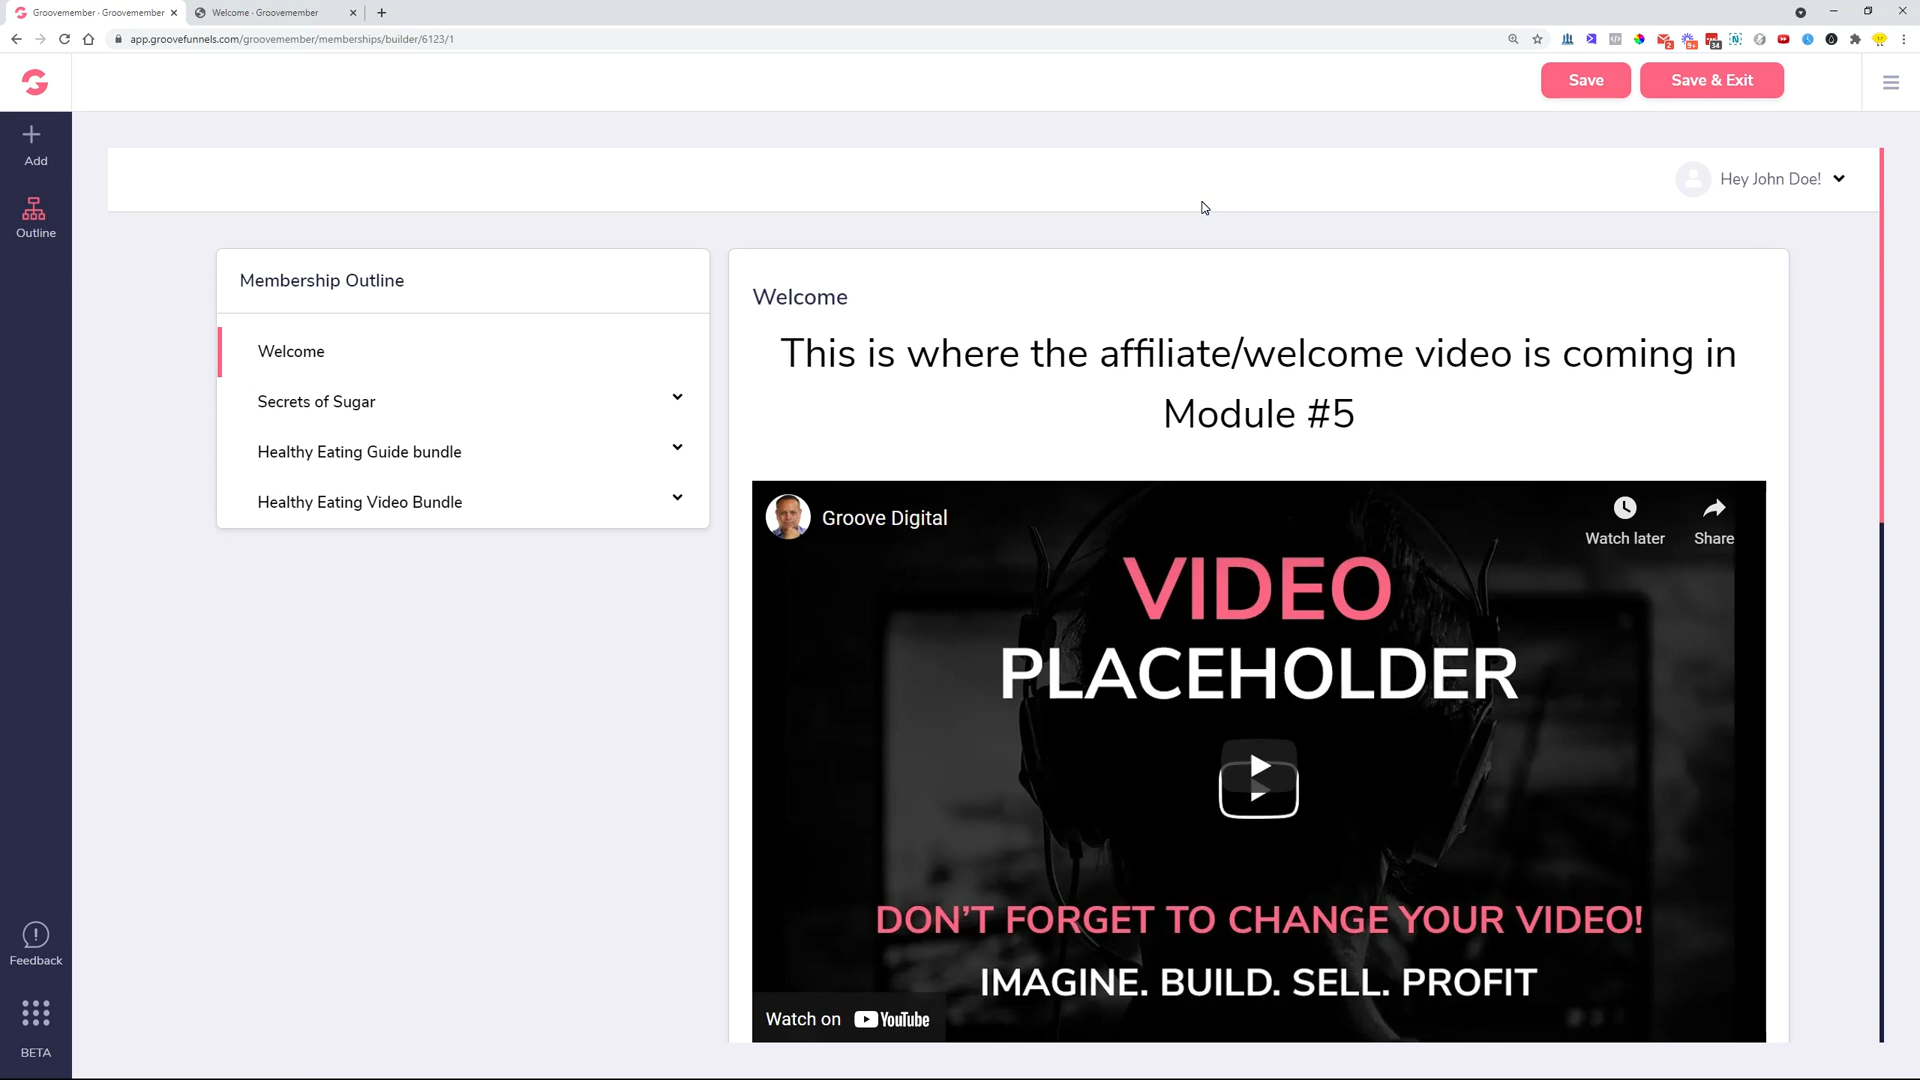 Groovemember - Groovemember
Welcome - Groovemember
app.groovefunnels.com/groovemember/memberships/builder/6123/1
2
9+
34
Save
Save & Exit
Add
Outline
Hey John Doe!
Membership Outline
Welcome
Secrets of Sugar
Healthy Eating Guide bundle
Healthy Eating Video Bundle
Welcome
This is where the affiliate/welcome video is coming in
Module #5
Groove Digital
Watch later
Share
VIDEO
PLACEHOLDER
DON'T FORGET TO CHANGE YOUR VIDEO!
IMAGINE. BUILD. SELL. PROFIT
Watch on YouTube
Feedback
BETA